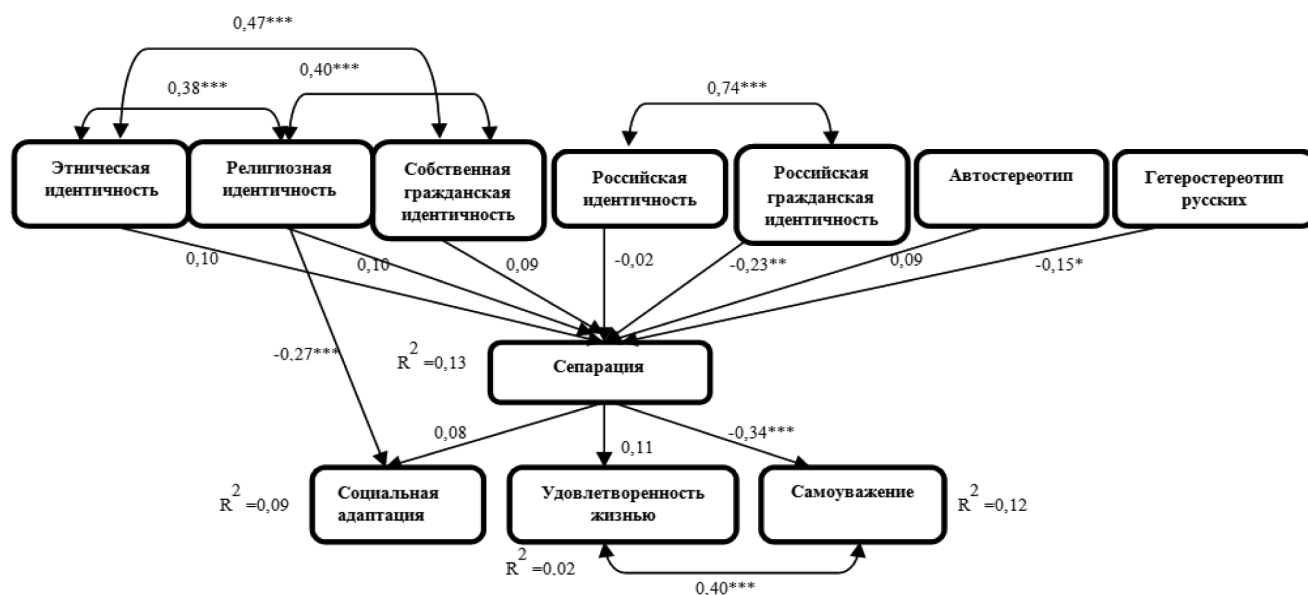 0,47***
0,38***
0,40***
0,74***
Этническая
идентичность
Религиозная
идентичность
Собственная
гражданская
идентичность
Российская
идентичность
Российская
гражданская
идентичность
Автостереотип
Гетеростереотип
русских
0,10
0,10
0,09
-0,02
-0,23**
0,09
-0,15*
-0,27***
R2 =0,13
Сепарация
0,08
0,11
-0,34***
R2 =0,09
Социальная
адаптация
Удовлетворенность
жизнью
Самоуважение
R2 =0,12
R2 =0,02
0,40***